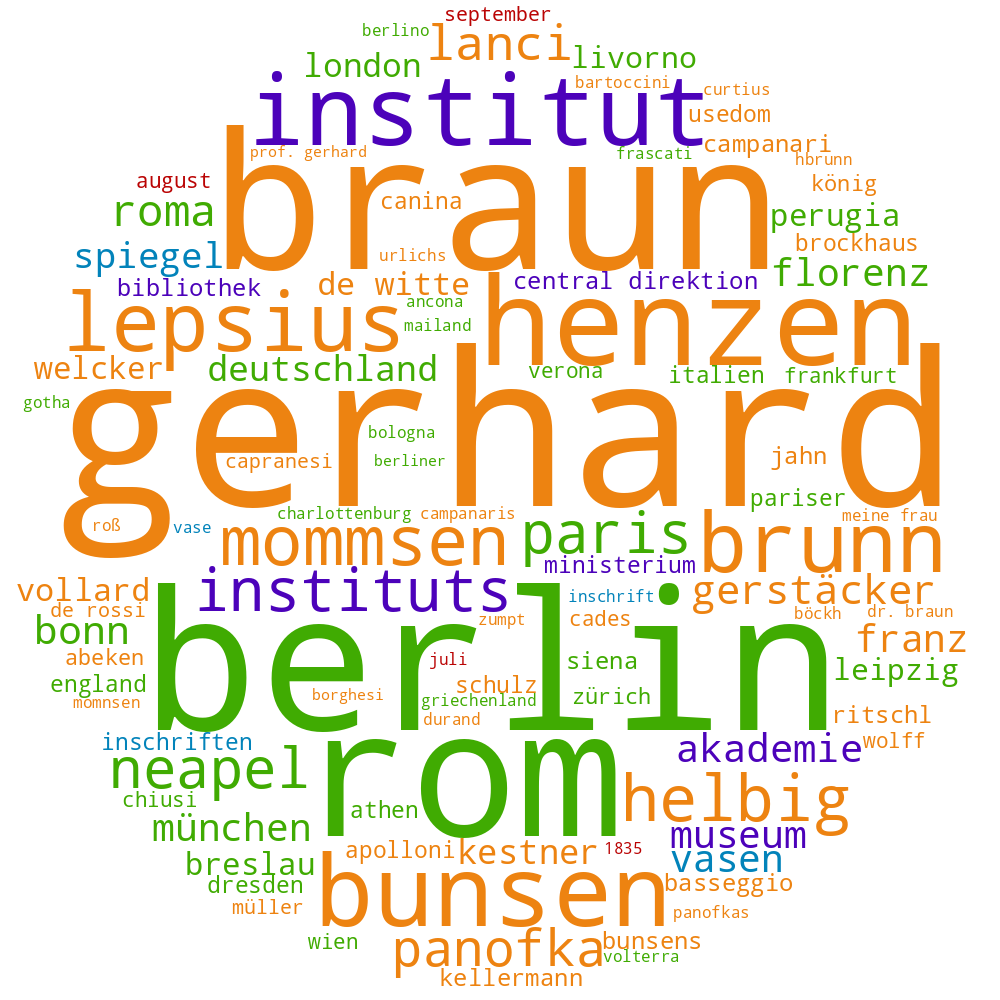 september
berlino
lanci
london
livorno
institut
bartoccini
curtius
usedom
campanari
braun
prof. gerhard
frascati
hbrunn
august
roma
canina
könig
perugia
brockhaus
spiegel
urlichs
bibliothek
de witte
central direktion
florenz
lepsius
ancona
mailand
henzen
welcker
deutschland
verona
italien
frankfurt
gotha
gerhard
bologna
capranesi
berliner
jahn
pariser
charlottenburg
campanaris
meine frau
roß
vase
mommsen
paris
brunn
ministerium
vollard
instituts
inschrift
gerstäcker
de rossi
zumpt
cades
böckh
dr. braun
bonn
berlin
franz
abeken
juli
siena
leipzig
england
schulz
momnsen
borghesi
griechenland
zürich
durand
ritschl
inschriften
rom
akademie
wolff
neapel
chiusi
athen
helbig
münchen
museum
apolloni
kestner
1835
vasen
breslau
dresden
bunsen
basseggio
müller
panofkas
wien
panofka
bunsens
volterra
kellermann